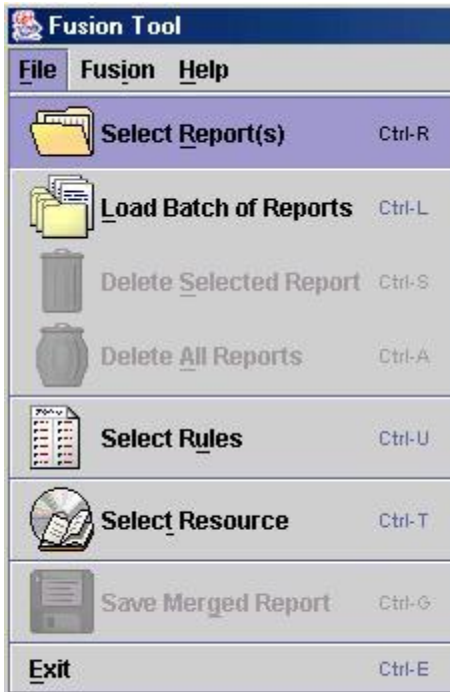 Fusion Tool
File Fusion Help
Select Report(s) Ctrl-R
Load Batch of Reports Ctrl-L
Delete Selected Report Ctrl-S
Delete All Reports Ctrl-A
Select Rules Ctrl-U
Select Resource Ctrl-T
Save Merged Report Ctrl-G
Exit Ctrl-E